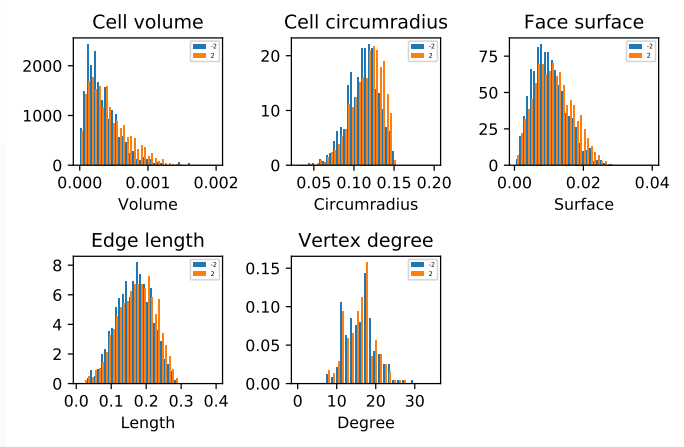 Cell volume
Cell circumradius
Face surface
-2
2
-2
2
-2
2
2000
1000
0
20
10
0
75
50
25
0
0.000 0.001 0.002
0.05 0.10 0.15 0.20
0.00 0.02 0.04
Volume
Circumradius
Surface
Edge length
Vertex degree
-2
2
-2
2
8
6
4
2
0
0.15
0.10
0.05
0.00
0.0 0.1 0.2 0.3 0.4
0 10 20 30
Length
Degree